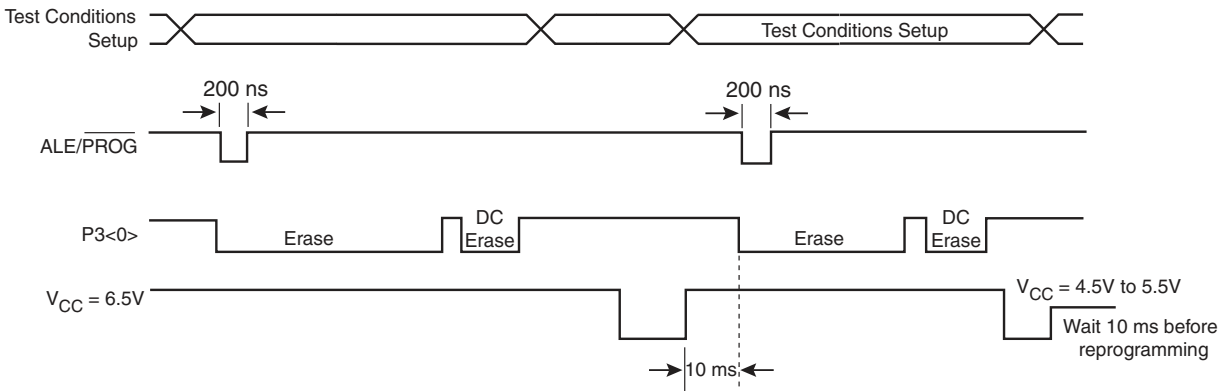 Test Conditions
Setup
Test Conditions Setup
200 ns
200 ns
ALE/PROG
P3<0>
Erase
DC
Erase
Erase
DC
Erase
VCC = 6.5V
VCC = 4.5V to 5.5V
Wait 10 ms before
reprogramming
10 ms